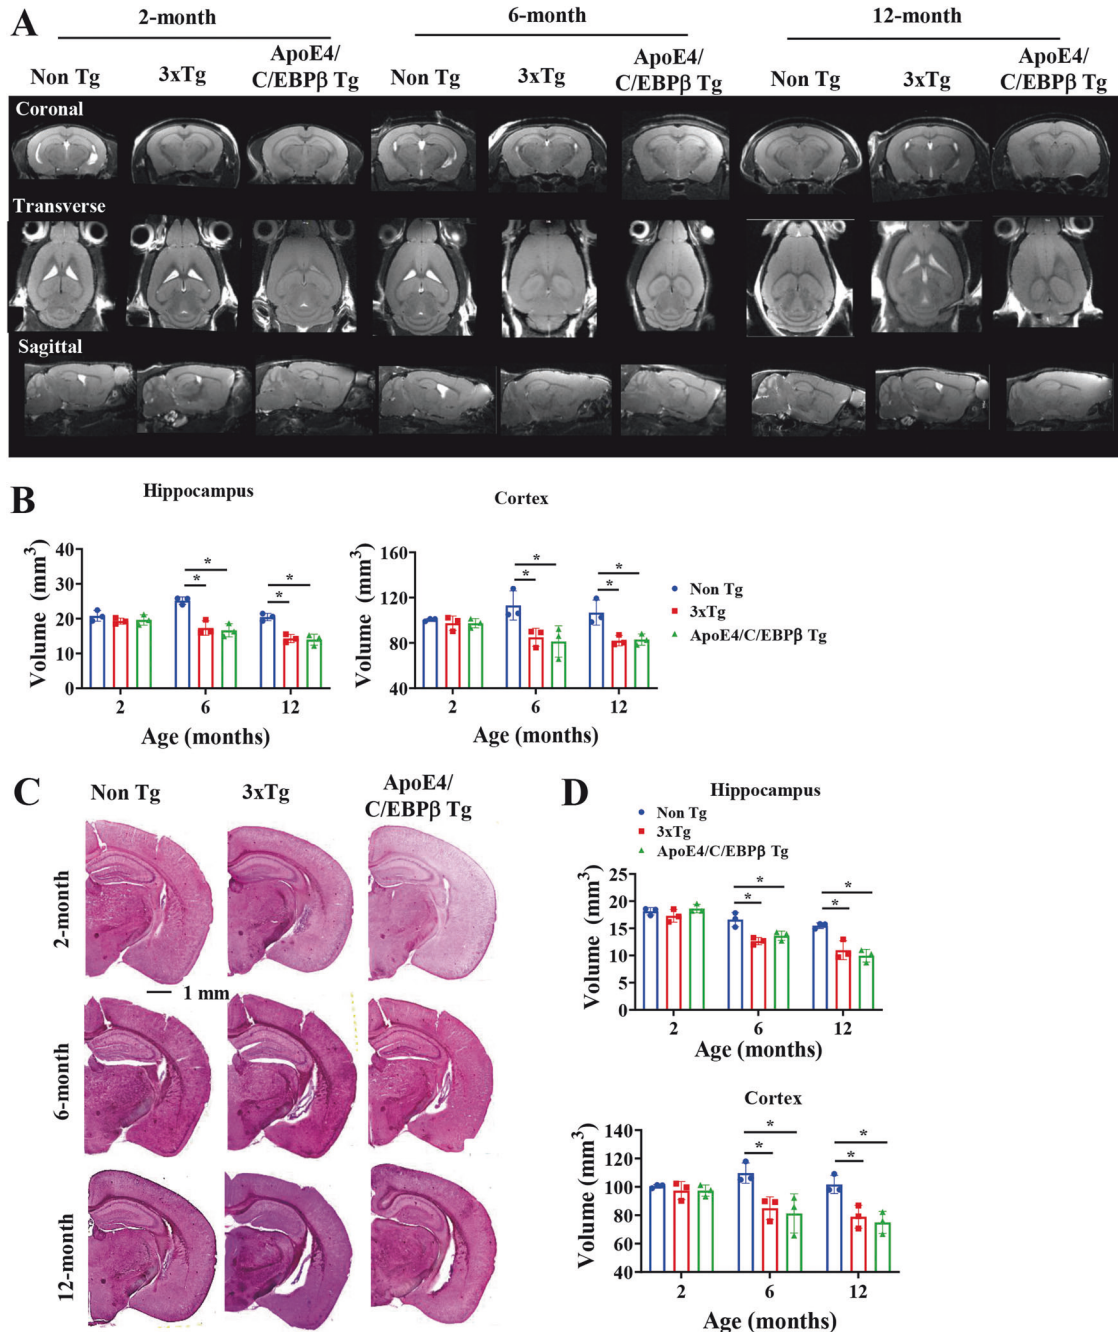 A
2-month
6-month
12-month
Non Tg
3xTg
ApoE4/
C/EBPβ Tg
Non Tg
3xTg
ApoE4/
C/EBPβ Tg
Non Tg
3xTg
ApoE4/
C/EBPβ Tg
Coronal
Transverse
Sagittal
B
Hippocampus
Volume (mm³)
40
30
20
10
0
*
*
*
*
2
6
12
Age (months)
Cortex
Volume (mm³)
160
120
80
40
*
*
*
*
2
6
12
Age (months)
Non Tg
3xTg
ApoE4/C/EBPβ Tg
C
Non Tg
3xTg
ApoE4/
C/EBPβ Tg
2-month
1 mm
6-month
12-month
D
Hippocampus
Non Tg
3xTg
ApoE4/C/EBPβ Tg
Volume (mm³)
25
20
15
10
5
0
*
*
*
*
2
6
12
Age (months)
Cortex
Volume (mm³)
140
120
100
80
60
40
*
*
*
*
2
6
12
Age (months)